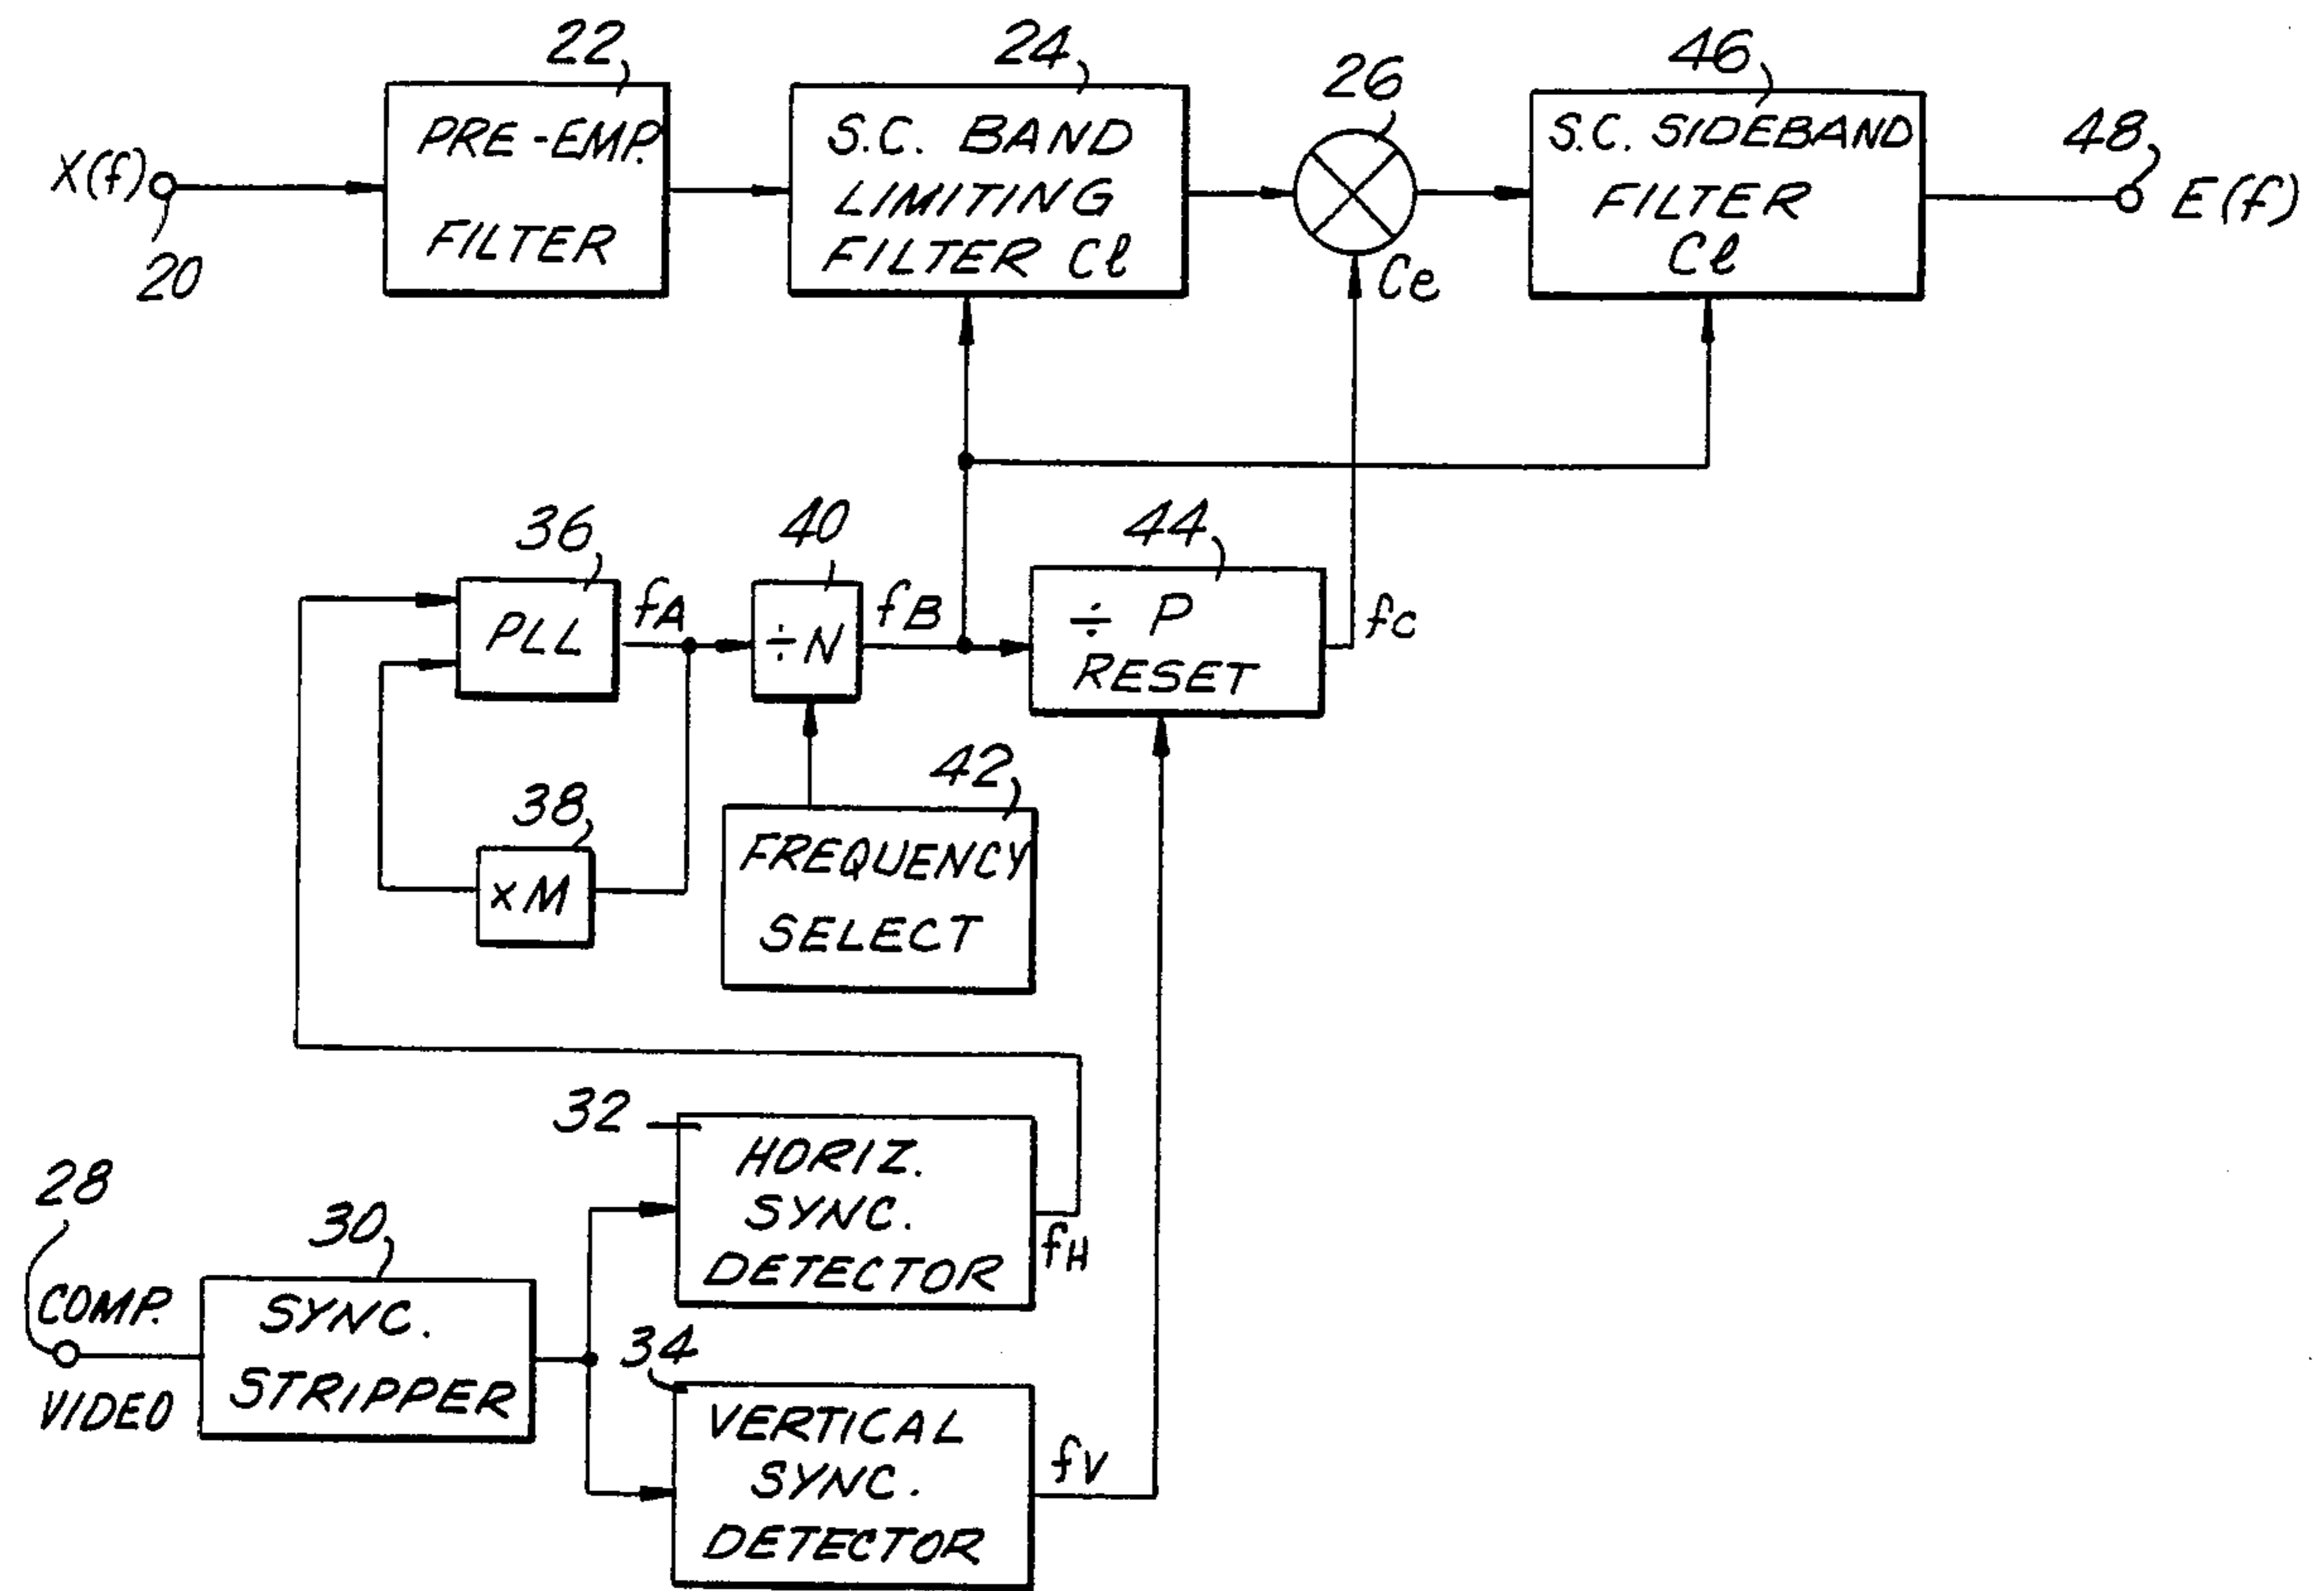 22
24
26
46
48
X(f)
20
PRE-EMP.
FILTER
S.C. BAND
LIMITING
FILTER Cℓ
Ce
S.C. SIDEBAND
FILTER
Cℓ
E(f)
36
PLL
fA
40
÷N
fB
44
÷ P
RESET
fC
38
xM
42
FREQUENCY
SELECT
32
HORIZ.
SYNC.
DETECTOR
fH
28
COMP.
VIDEO
30
SYNC.
STRIPPER
34
VERTICAL
SYNC.
DETECTOR
fV